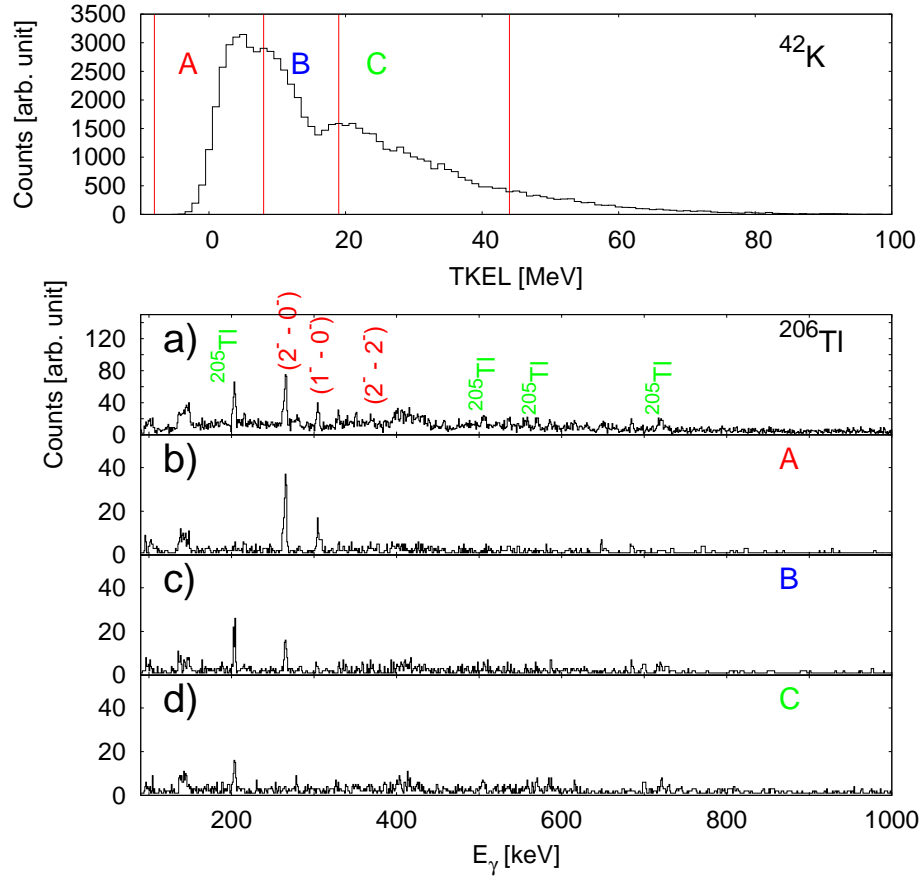 3500
3000
2500
2000
1500
1000
500
0
Counts [arb. unit]
A
B
C
⁴²K
0
20
40
60
80
100
TKEL [MeV]
Counts [arb. unit]
120
80
40
0
a)
²⁰⁵Tl
(2⁻ - 0⁻)
(1⁻ - 0⁻)
(2⁻ - 2⁻)
²⁰⁵Tl
²⁰⁵Tl
²⁰⁵Tl
²⁰⁶Tl
40
20
0
b)
A
40
20
0
c)
B
40
20
0
d)
C
200
400
600
800
1000
Eγ [keV]